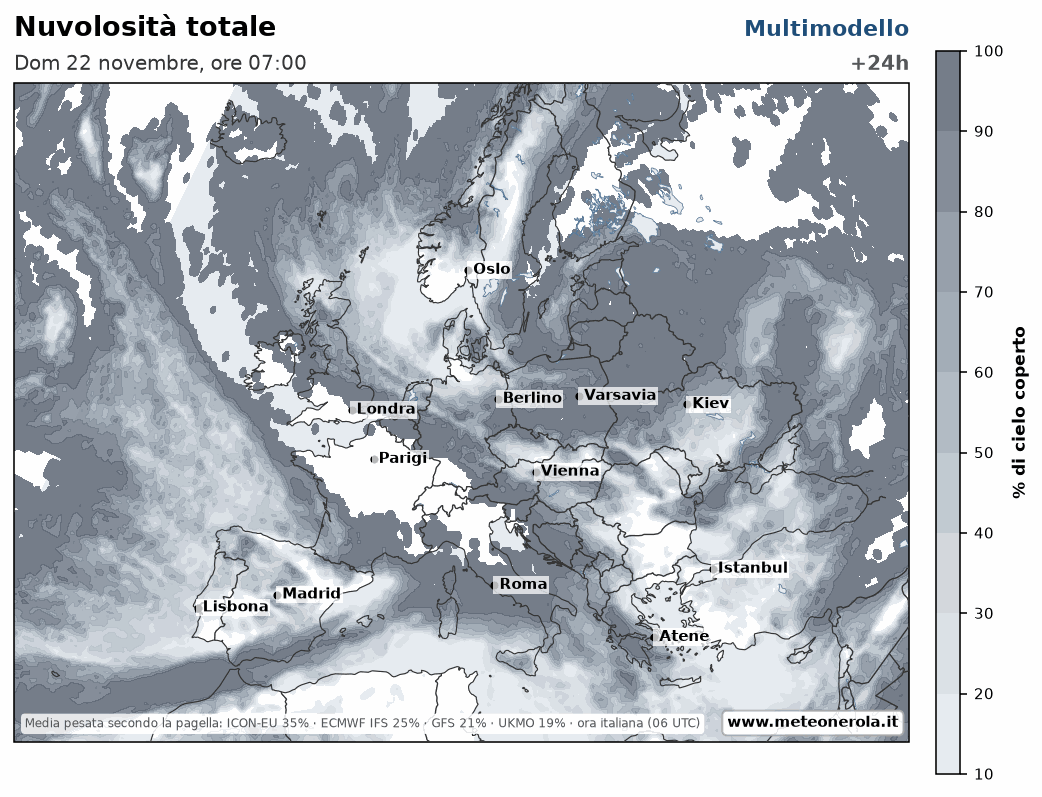 Nuvolosità totale
Multimodello
Dom 22 novembre, ore 07:00
+24h
100
90
80
70
60
50
40
30
20
10
% di cielo coperto
Oslo
Londra
Berlino
Varsavia
Kiev
Parigi
Vienna
Roma
Istanbul
Madrid
Lisbona
Atene
Media pesata secondo la pagella: ICON-EU 35% · ECMWF IFS 25% · GFS 21% · UKMO 19% · ora italiana (06 UTC)
www.meteonerola.it